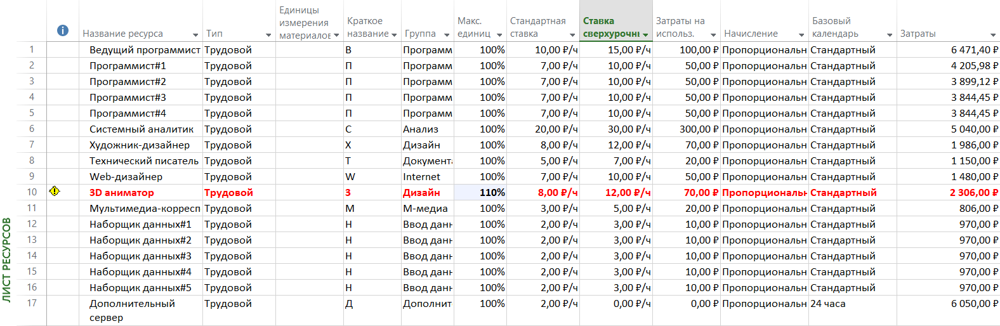 Название ресурса Тип Единицы измерения материалов Краткое название Группа Макс. единиц Стандартная ставка Ставка сверхурочнн Затраты на использ. Начисление Базовый календарь Затраты
1 Ведущий программист Трудовой В Программ 100% 10,00 ₽/ч 15,00 ₽/ч 100,00 ₽ Пропорциональн Стандартный 6 471,40 ₽
2 Программист#1 Трудовой П Программ 100% 7,00 ₽/ч 10,00 ₽/ч 50,00 ₽ Пропорциональн Стандартный 4 205,98 ₽
3 Программист#2 Трудовой П Программ 100% 7,00 ₽/ч 10,00 ₽/ч 50,00 ₽ Пропорциональн Стандартный 3 899,12 ₽
4 Программист#3 Трудовой П Программ 100% 7,00 ₽/ч 10,00 ₽/ч 50,00 ₽ Пропорциональн Стандартный 3 844,45 ₽
5 Программист#4 Трудовой П Программ 100% 7,00 ₽/ч 10,00 ₽/ч 50,00 ₽ Пропорциональн Стандартный 3 844,45 ₽
6 Системный аналитик Трудовой С Анализ 100% 20,00 ₽/ч 30,00 ₽/ч 300,00 ₽ Пропорциональн Стандартный 5 040,00 ₽
7 Художник-дизайнер Трудовой Х Дизайн 100% 8,00 ₽/ч 12,00 ₽/ч 70,00 ₽ Пропорциональн Стандартный 1 986,00 ₽
8 Технический писатель Трудовой Т Документа 100% 5,00 ₽/ч 7,00 ₽/ч 20,00 ₽ Пропорциональн Стандартный 1 150,00 ₽
9 Web-дизайнер Трудовой W Internet 100% 7,00 ₽/ч 10,00 ₽/ч 50,00 ₽ Пропорциональн Стандартный 1 480,00 ₽
10 3D аниматор Трудовой 3 Дизайн 110% 8,00 ₽/ч 12,00 ₽/ч 70,00 ₽ Пропорциональн Стандартный 2 306,00 ₽
11 Мультимедиа-корресп Трудовой М М-медиа 100% 3,00 ₽/ч 5,00 ₽/ч 20,00 ₽ Пропорциональн Стандартный 806,00 ₽
12 Наборщик данных#1 Трудовой Н Ввод данн 100% 2,00 ₽/ч 3,00 ₽/ч 10,00 ₽ Пропорциональн Стандартный 970,00 ₽
13 Наборщик данных#2 Трудовой Н Ввод данн 100% 2,00 ₽/ч 3,00 ₽/ч 10,00 ₽ Пропорциональн Стандартный 970,00 ₽
14 Наборщик данных#3 Трудовой Н Ввод данн 100% 2,00 ₽/ч 3,00 ₽/ч 10,00 ₽ Пропорциональн Стандартный 970,00 ₽
15 Наборщик данных#4 Трудовой Н Ввод данн 100% 2,00 ₽/ч 3,00 ₽/ч 10,00 ₽ Пропорциональн Стандартный 970,00 ₽
16 Наборщик данных#5 Трудовой Н Ввод данн 100% 2,00 ₽/ч 3,00 ₽/ч 10,00 ₽ Пропорциональн Стандартный 970,00 ₽
17 Дополнительный сервер Трудовой Д Дополнит 100% 2,00 ₽/ч 0,00 ₽/ч 0,00 ₽ Пропорциональн 24 часа 6 050,00 ₽
ЛИСТ РЕСУРСОВ